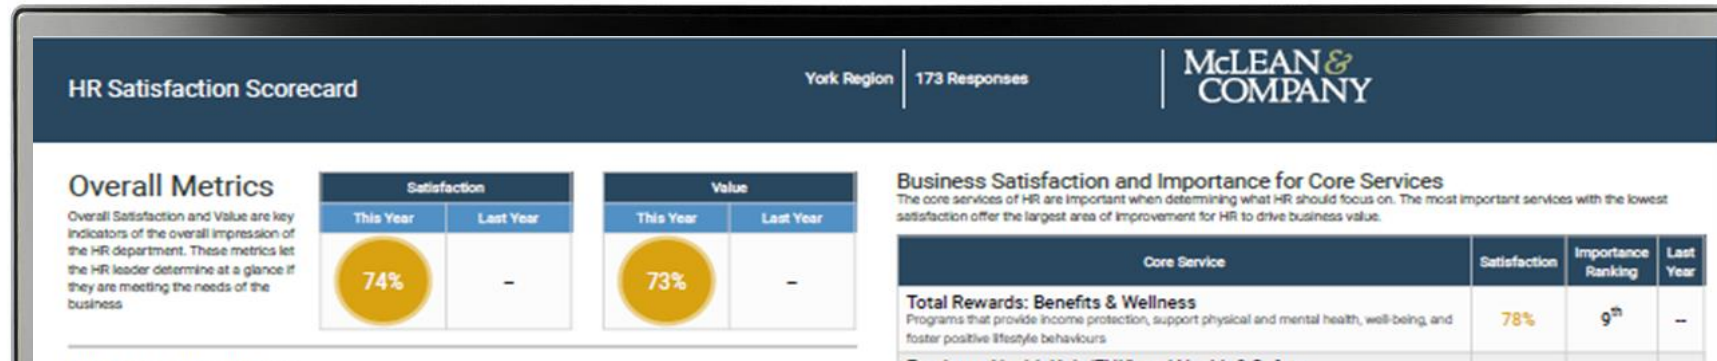 HR Satisfaction Scorecard
York Region
173 Responses
McLEAN &
COMPANY
Overall Metrics
Overall Satisfaction and Value are key
indicators of the overall impression of
the HR department. These metrics let
the HR leader determine at a glance if
they are meeting the needs of the
business
Satisfaction
This Year
Last Year
74%
–
Value
This Year
Last Year
73%
–
Business Satisfaction and Importance for Core Services
The core services of HR are important when determining what HR should focus on. The most important services with the lowest
satisfaction offer the largest area of improvement for HR to drive business value.
Core Service
Satisfaction
Importance
Ranking
Last
Year
Total Rewards: Benefits & Wellness
Programs that provide income protection, support physical and mental health, well-being, and
foster positive lifestyle behaviours
78%
9th
--